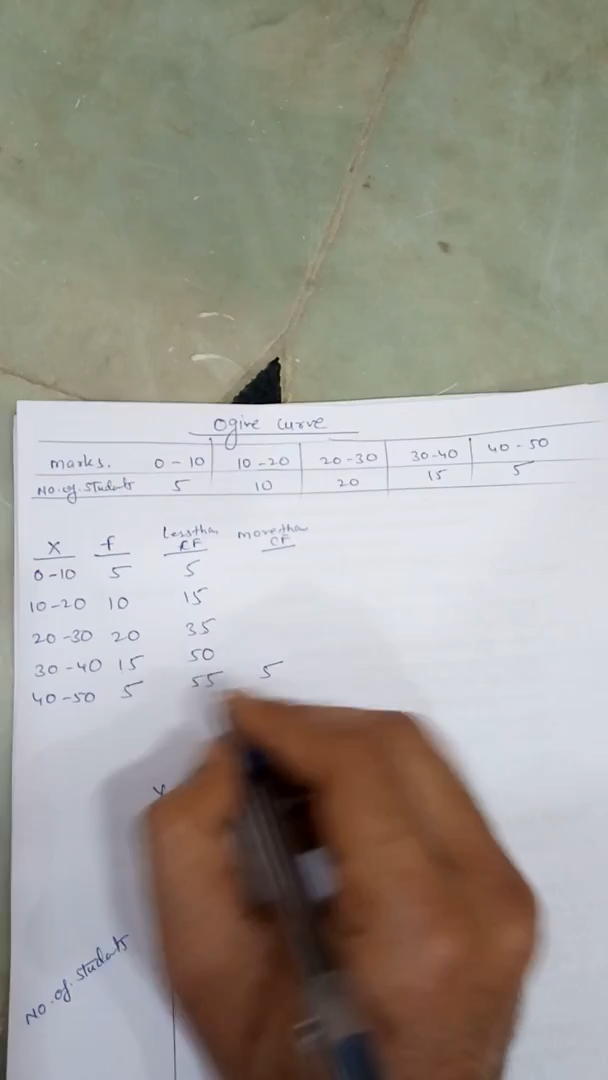 Ogive curve
marks. 0-10 10-20 20-30 30-40 40-50
No.of.students 5 10 20 15 5
Less than more than
X f CF CF
0-10 5 5
10-20 10 15
20-30 20 35
30-40 15 50
40-50 5 55 5
Y
No.of.students